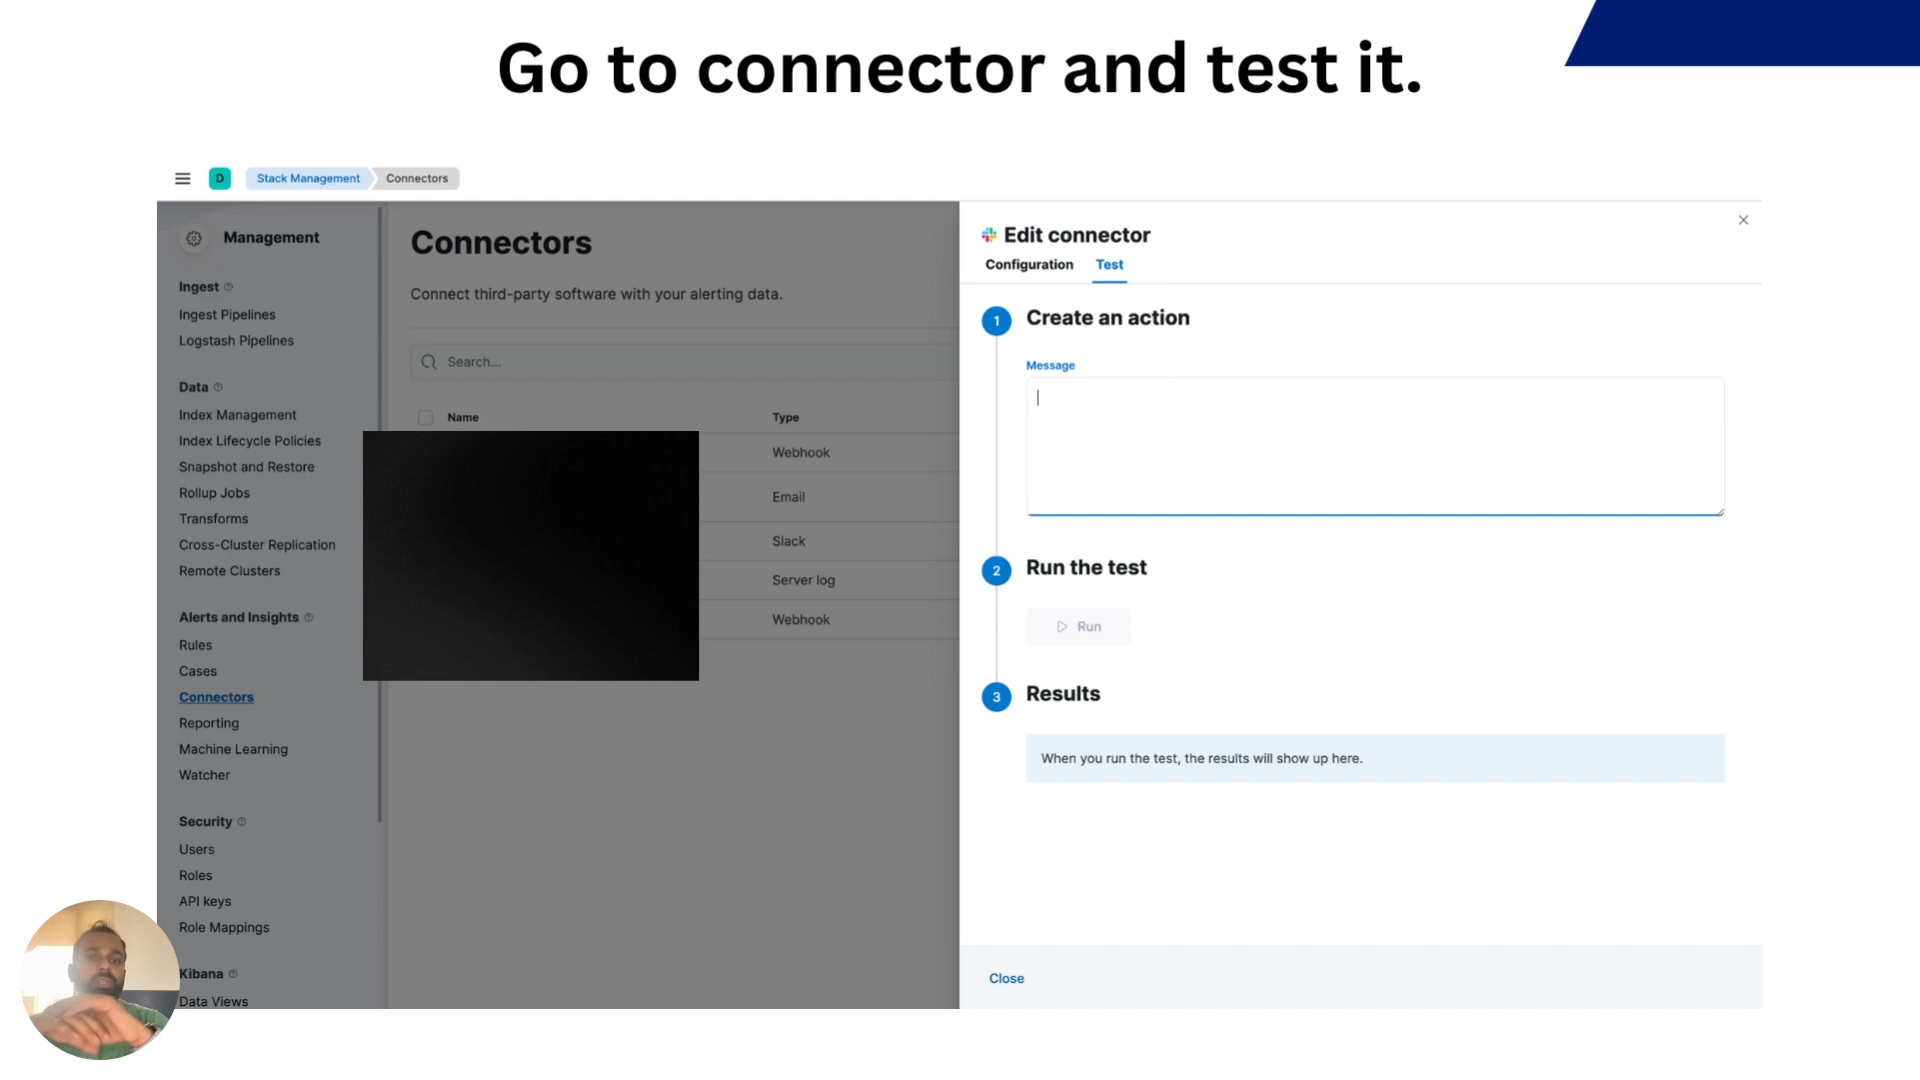 Go to connector and test it.
D
Stack Management
Connectors
Management
Ingest
Ingest Pipelines
Logstash Pipelines
Data
Index Management
Index Lifecycle Policies
Snapshot and Restore
Rollup Jobs
Transforms
Cross-Cluster Replication
Remote Clusters
Alerts and Insights
Rules
Cases
Connectors
Reporting
Machine Learning
Watcher
Security
Users
Roles
API keys
Role Mappings
Kibana
Data Views
Connectors
Connect third-party software with your alerting data.
Search...
Name
Type
Webhook
Email
Slack
Server log
Webhook
Edit connector
Configuration
Test
1
Create an action
Message
2
Run the test
Run
3
Results
When you run the test, the results will show up here.
Close